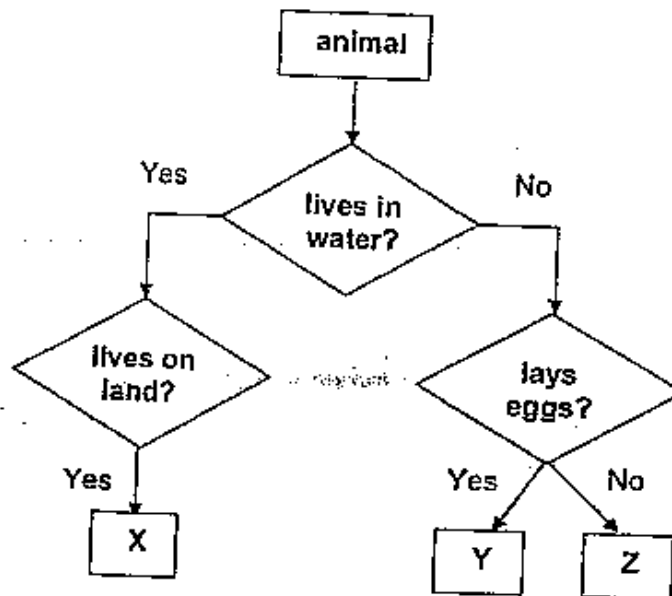 animal
Yes
No
lives in
water?
lives on
land?
lays
eggs?
Yes
Yes
No
X
Y
Z